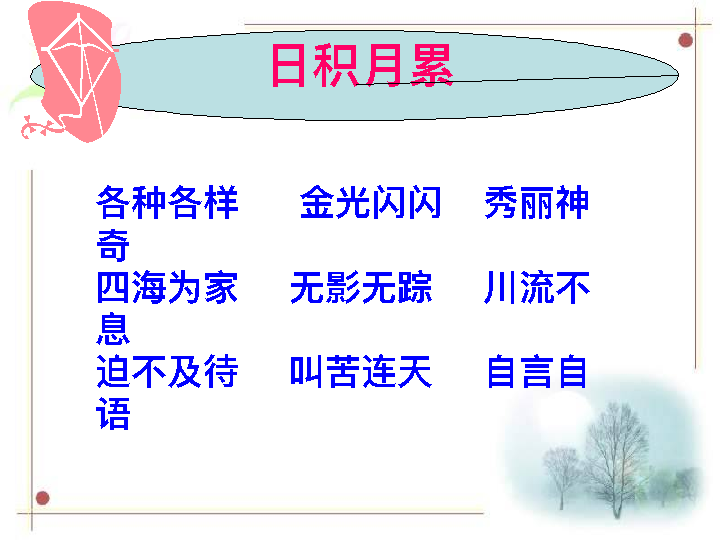 日积月累
各种各样 金光闪闪 秀丽神
奇
四海为家 无影无踪 川流不
息
迫不及待 叫苦连天 自言自
语